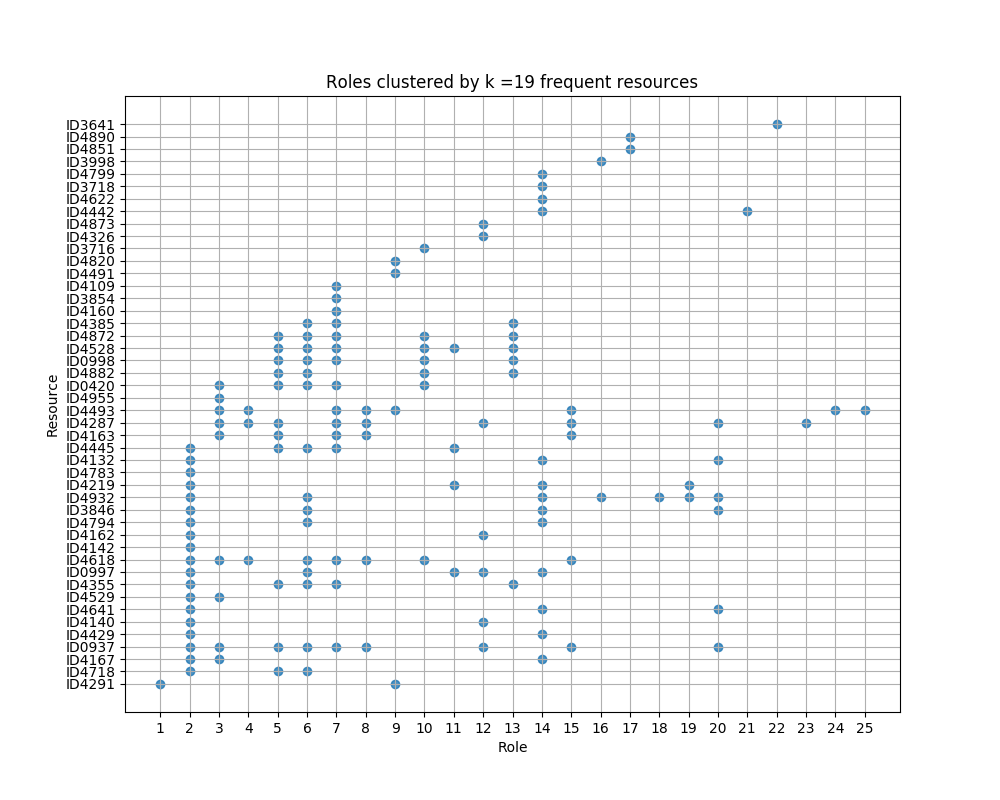 Roles clustered by k =19 frequent resources
ID3641
ID4890
ID4851
ID3998
ID4799
ID3718
ID4622
ID4442
ID4873
ID4326
ID3716
ID4820
ID4491
ID4109
ID3854
ID4160
ID4385
ID4872
ID4528
ID0998
ID4882
ID0420
ID4955
ID4493
ID4287
ID4163
ID4445
ID4132
ID4783
ID4219
ID4932
ID3846
ID4794
ID4162
ID4142
ID4618
ID0997
ID4355
ID4529
ID4641
ID4140
ID4429
ID0937
ID4167
ID4718
ID4291
Resource
1 2 3 4 5 6 7 8 9 10 11 12 13 14 15 16 17 18 19 20 21 22 23 24 25
Role